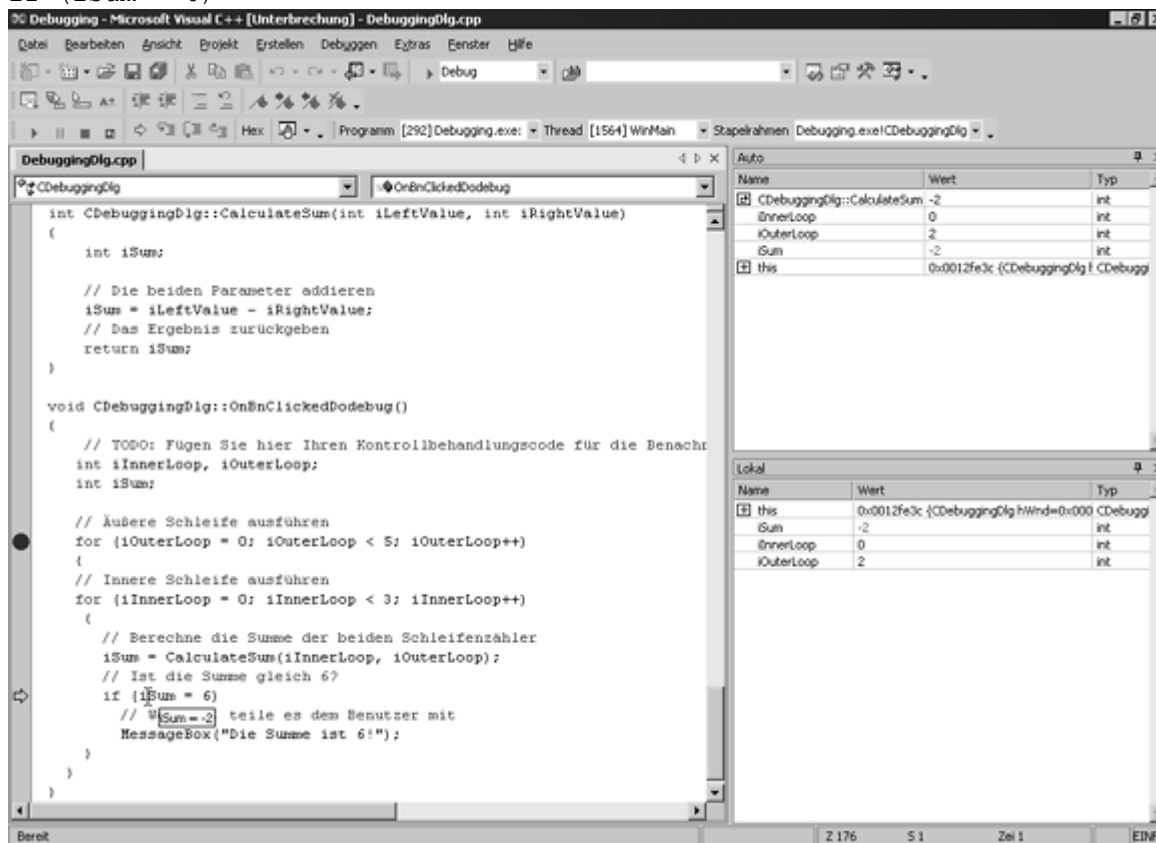 Debugging - Microsoft Visual C++ [Unterbrechung] - DebuggingDlg.cpp
Datei Bearbeiten Ansicht Projekt Erstellen Debuggen Extras Fenster Hilfe
Debug
Hex Programm [292] Debugging.exe: Thread [1564] WinMain Stapelrahmen Debugging.exe!CDebuggingDlg
DebuggingDlg.cpp
CDebuggingDlg OnBnClickedDodebug
int CDebuggingDlg::CalculateSum(int iLeftValue, int iRightValue)
{
int iSum;
// Die beiden Parameter addieren
iSum = iLeftValue - iRightValue;
// Das Ergebnis zurückgeben
return iSum;
}
void CDebuggingDlg::OnBnClickedDodebug()
{
// TODO: Fügen Sie hier Ihren Kontrollbehandlungscode für die Benachr
int iInnerLoop, iOuterLoop;
int iSum;
// Äußere Schleife ausführen
for (iOuterLoop = 0; iOuterLoop < 5; iOuterLoop++)
{
// Innere Schleife ausführen
for (iInnerLoop = 0; iInnerLoop < 3; iInnerLoop++)
{
// Berechne die Summe der beiden Schleifenzähler
iSum = CalculateSum(iInnerLoop, iOuterLoop);
// Ist die Summe gleich 6?
if (iSum = 6)
// W iSum = -2 teile es dem Benutzer mit
MessageBox("Die Summe ist 6!");
}
}
}
Auto
Name Wert Typ
CDebuggingDlg::CalculateSum -2 int
iInnerLoop 0 int
iOuterLoop 2 int
iSum -2 int
this 0x0012fe3c {CDebuggingDlg h CDebuggi
Lokal
Name Wert Typ
this 0x0012fe3c {CDebuggingDlg hWnd=0x000 CDebuggi
iSum -2 int
iInnerLoop 0 int
iOuterLoop 2 int
Bereit Z 176 S 1 Zei 1 EINF